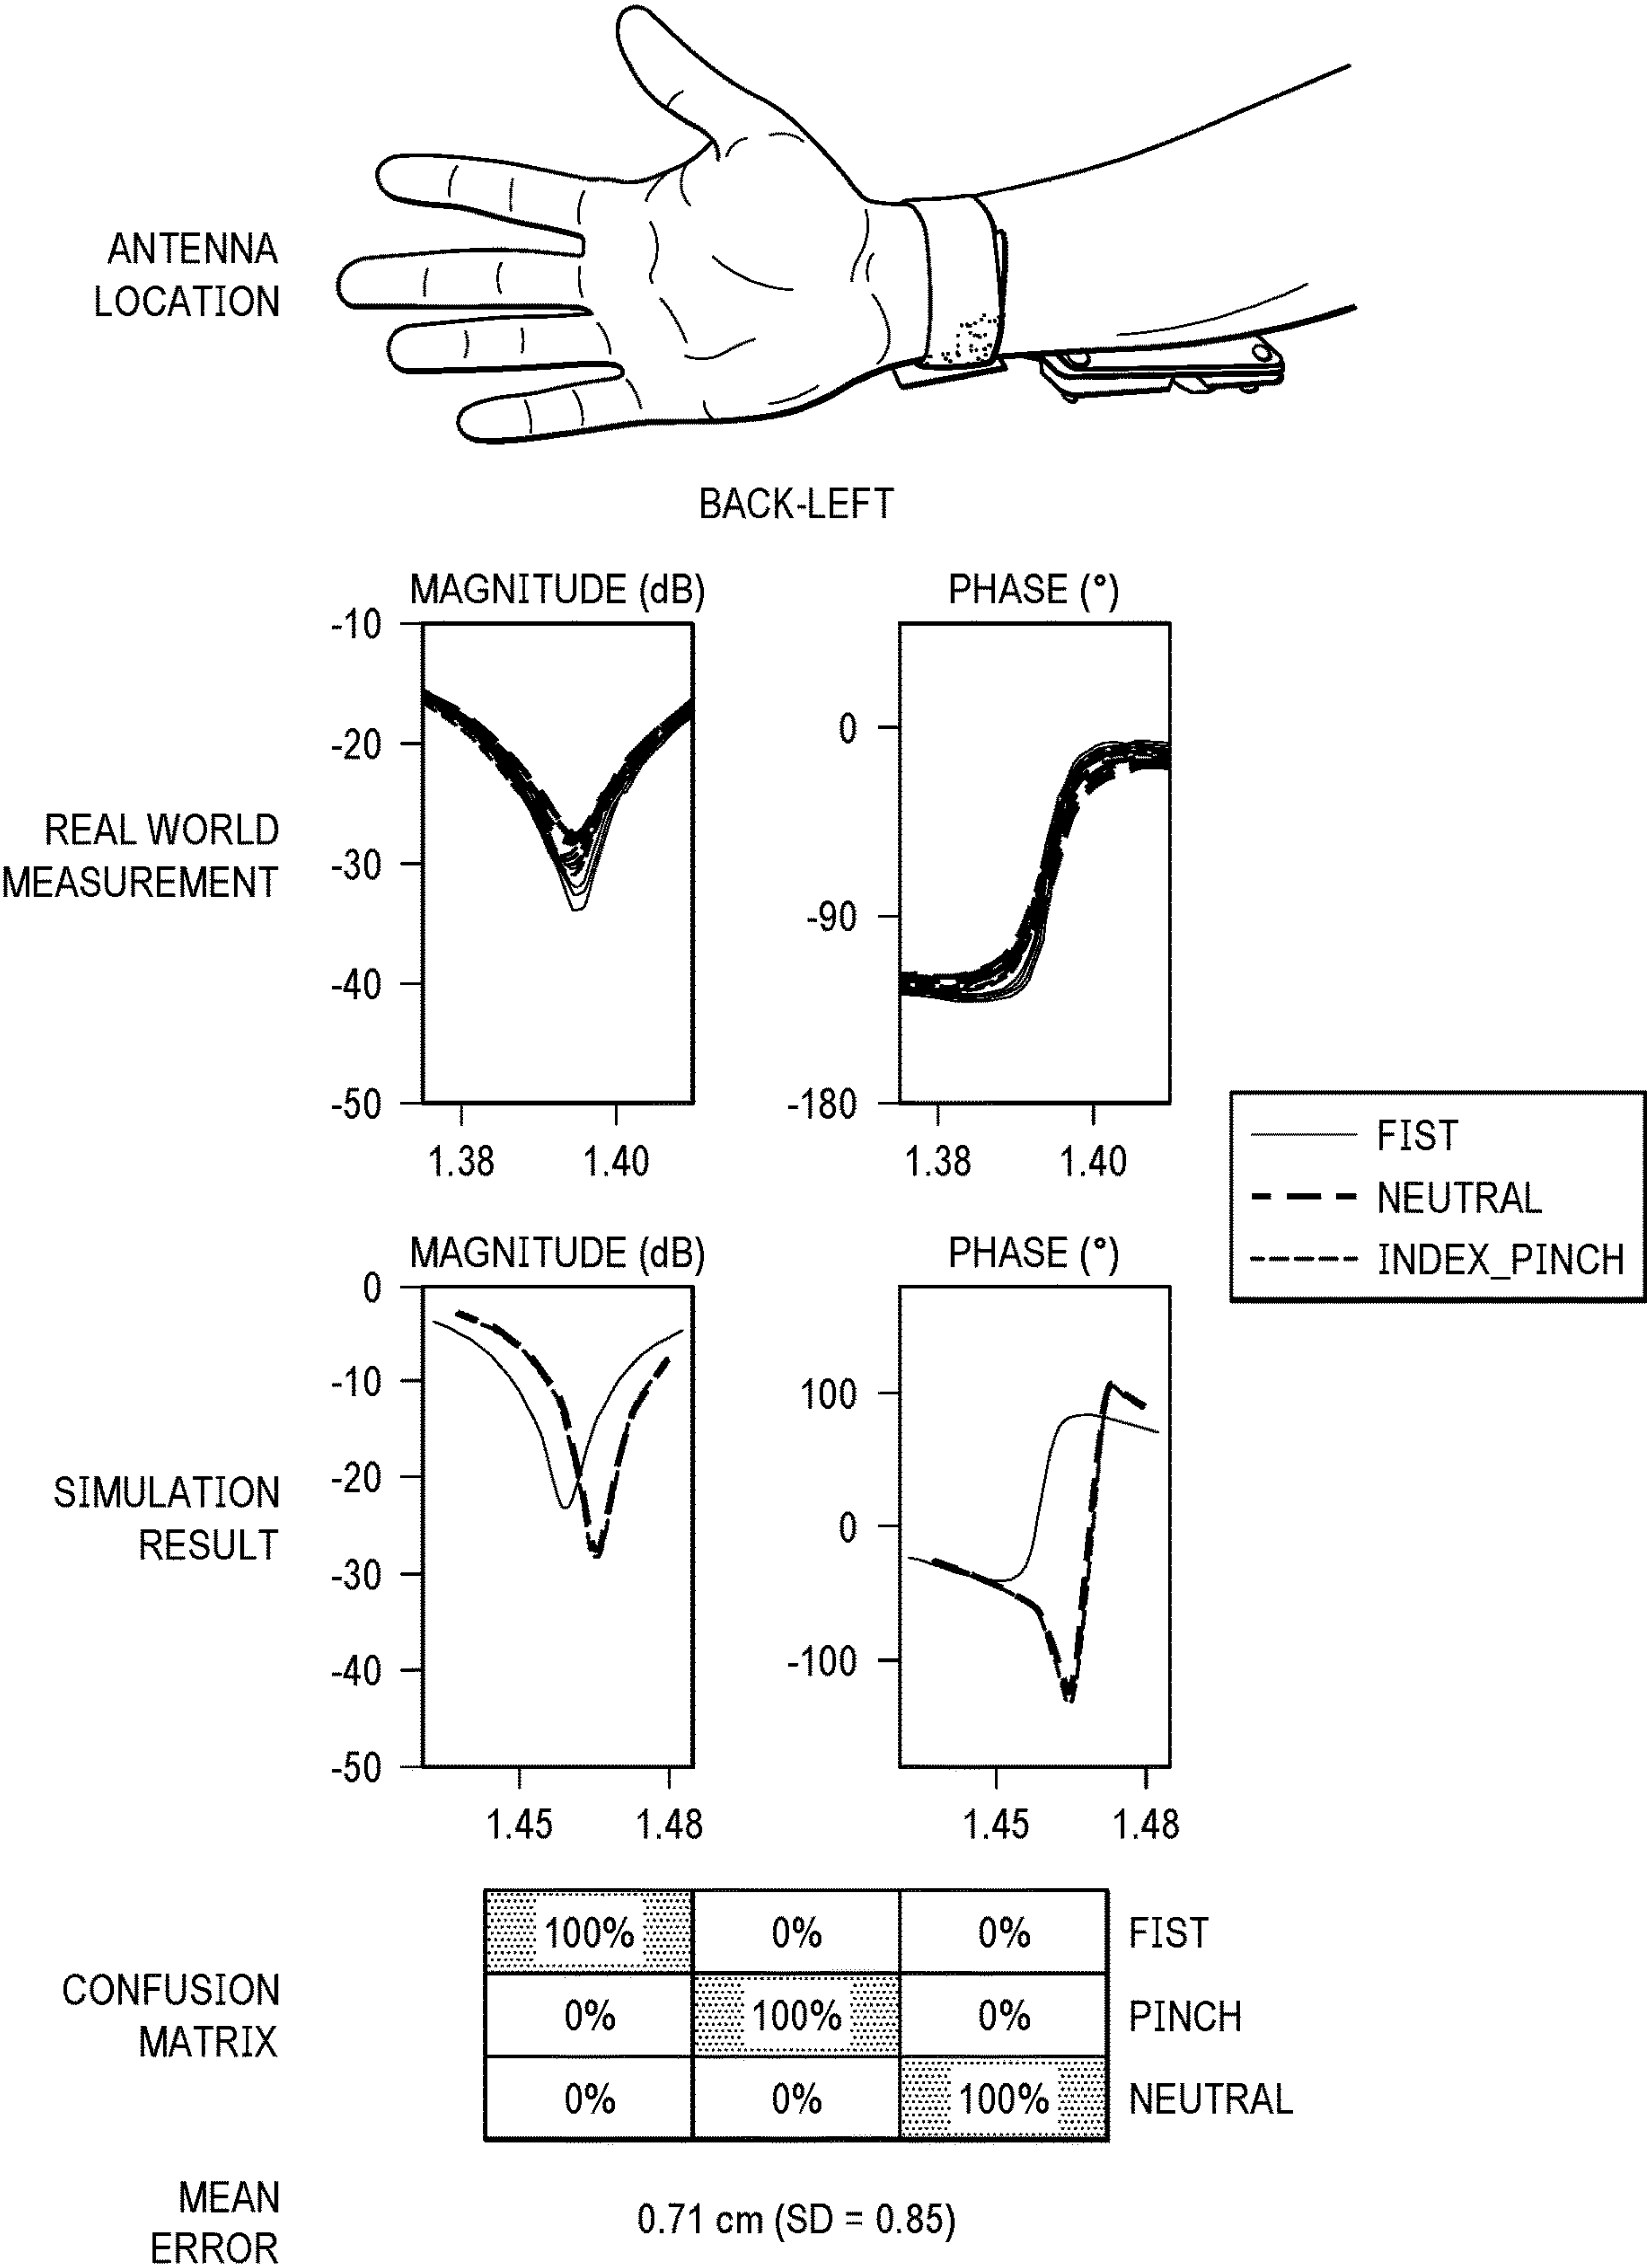 ANTENNA
LOCATION
BACK-LEFT
MAGNITUDE (dB)
PHASE (°)
REAL WORLD
MEASUREMENT
-10
-20
-30
-40
-50
1.38
1.40
0
-90
-180
1.38
1.40
FIST
NEUTRAL
INDEX_PINCH
MAGNITUDE (dB)
PHASE (°)
SIMULATION
RESULT
0
-10
-20
-30
-40
-50
1.45
1.48
100
0
-100
1.45
1.48
CONFUSION
MATRIX
100% 0% 0% FIST
0% 100% 0% PINCH
0% 0% 100% NEUTRAL
MEAN
ERROR
0.71 cm (SD = 0.85)